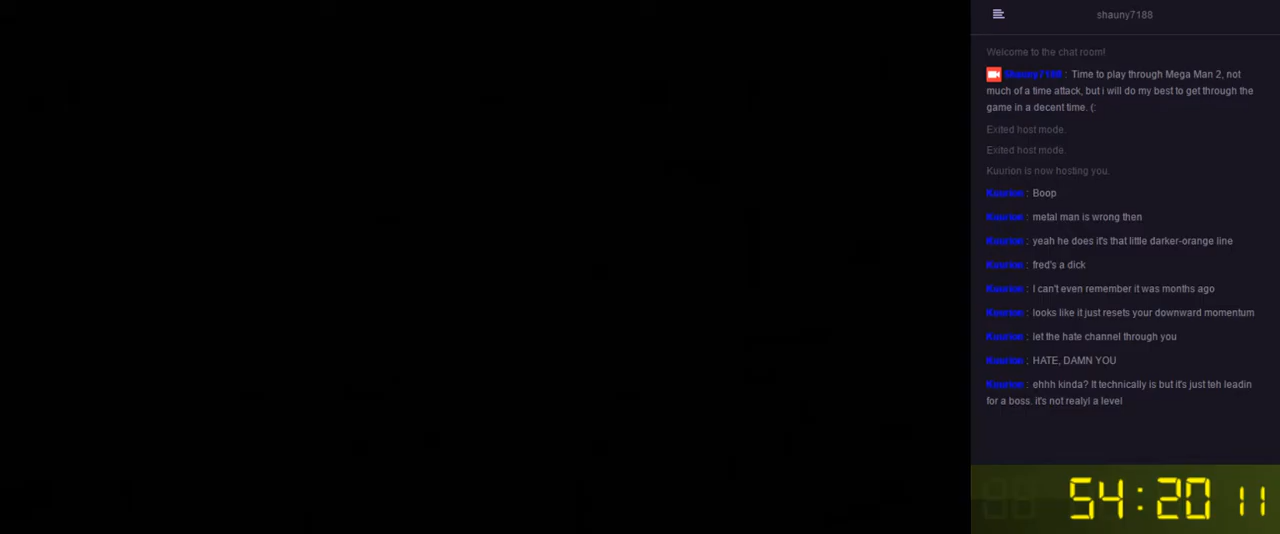 shauny7188
Welcome to the chat room!
Shauny7188 : Time to play through Mega Man 2, not
much of a time attack, but i will do my best to get through the
game in a decent time. (:
Exited host mode.
Exited host mode.
Kuurion is now hosting you.
Kuurion : Boop
Kuurion : metal man is wrong then
Kuurion : yeah he does it's that little darker-orange line
Kuurion : fred's a dick
Kuurion : I can't even remember it was months ago
Kuurion : looks like it just resets your downward momentum
Kuurion : let the hate channel through you
Kuurion : HATE, DAMN YOU
Kuurion : ehhh kinda? It technically is but it's just teh leadin
for a boss. it's not realyl a level
54:20 11